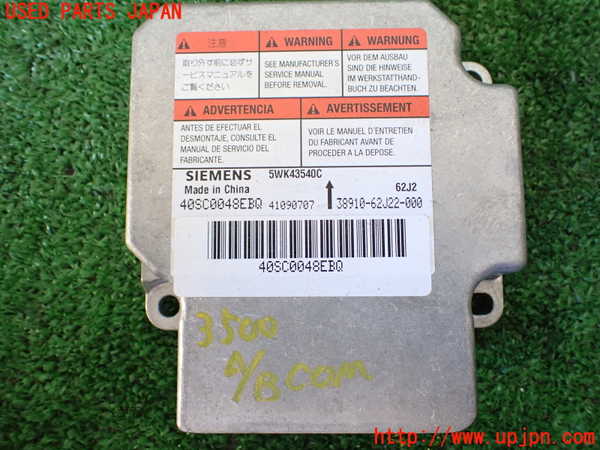 USED PARTS JAPAN
注意
取り外す前に必ずサ
ービスマニュアルを
ご覧ください
WARNING
SEE MANUFACTURER'S
SERVICE MANUAL
BEFORE REMOVAL.
WARNUNG
VOR DEM AUSBAU
SIND DIE HINWEISE
IM WERKSTATTHAND-
BUCH ZU BEACHTEN.
ADVERTENCIA
ANTES DE EFECTUAR EL
DESMONTAJE, CONSULTE EL
MANUAL DE SERVICIO DEL
FABRICANTE.
AVERTISSEMENT
VOIR LE MANUEL D'ENTRETIEN
DU FABRICANT AVANT DE
PROCEDER A LA DEPOSE.
SIEMENS 5WK43540C
Made in China 62J2
40SC0048EBQ 41090707 38910-62J22-000
40SC0048EBQ
3500
A/B COM
http://www.upjpn.com